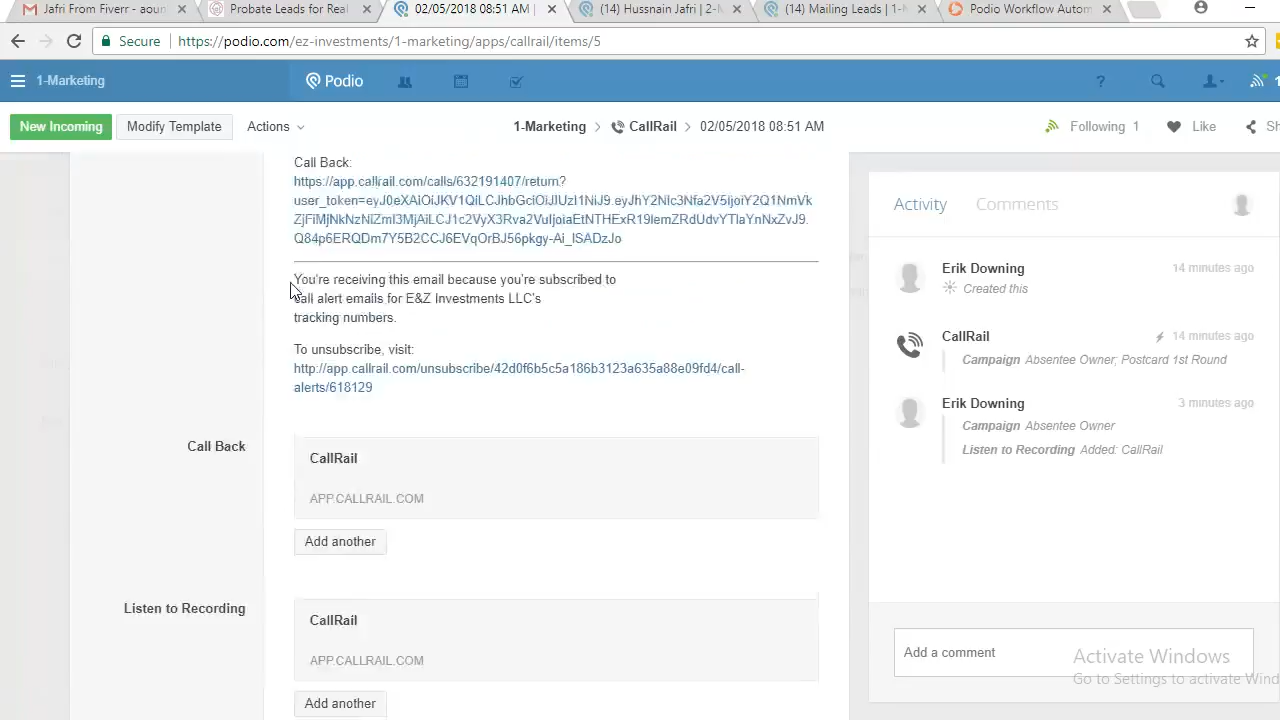 Jafri From Fiverr - aoun
Probate Leads for Real
02/05/2018 08:51 AM |
(14) Hussnain Jafri | 2-
(14) Mailing Leads | 1-
Podio Workflow Autom
Secure
https://podio.com/ez-investments/1-marketing/apps/callrail/items/5
1-Marketing
Podio
?
1
New Incoming
Modify Template
Actions
1-Marketing > CallRail > 02/05/2018 08:51 AM
Following 1
Like
Sh
Call Back:
https://app.callrail.com/calls/632191407/return?
You're receiving this email because you're subscribed to
call alert emails for E&Z Investments LLC's
tracking numbers.
To unsubscribe, visit:
http://app.callrail.com/unsubscribe/42d0f6b5c5a186b3123a635a88e09fd4/call-
alerts/618129
Call Back
CallRail
APP.CALLRAIL.COM
Add another
Listen to Recording
CallRail
APP.CALLRAIL.COM
Add another
Activity
Comments
Erik Downing
14 minutes ago
Created this
CallRail
14 minutes ago
Campaign Absentee Owner; Postcard 1st Round
Erik Downing
3 minutes ago
Campaign Absentee Owner
Listen to Recording Added: CallRail
Add a comment
Activate Windows
Go to Settings to activate Wind